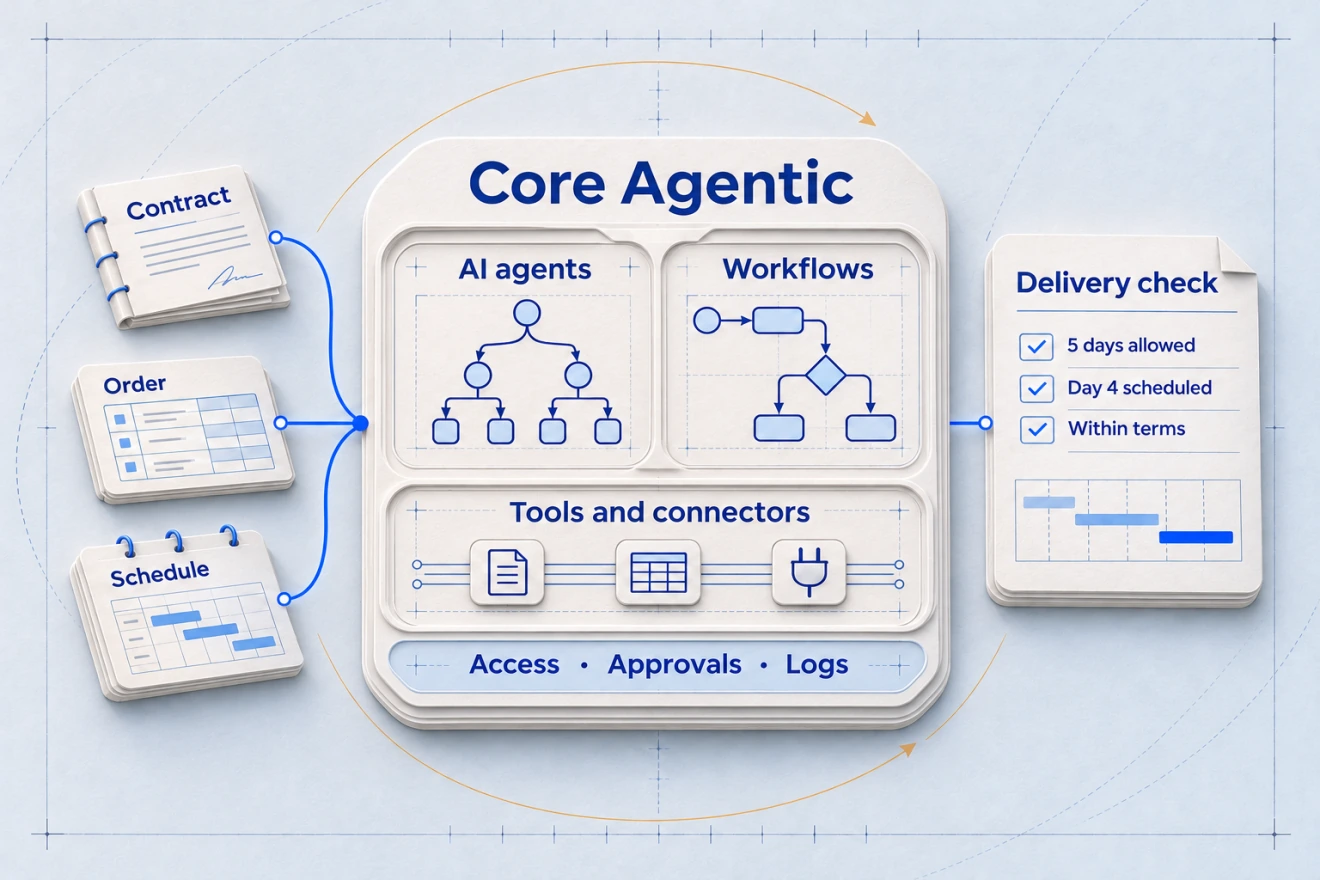 Core Agentic
Contract
Order
Schedule
AI agents
Workflows
Tools and connectors
Access • Approvals • Logs
Delivery check
5 days allowed
Day 4 scheduled
Within terms